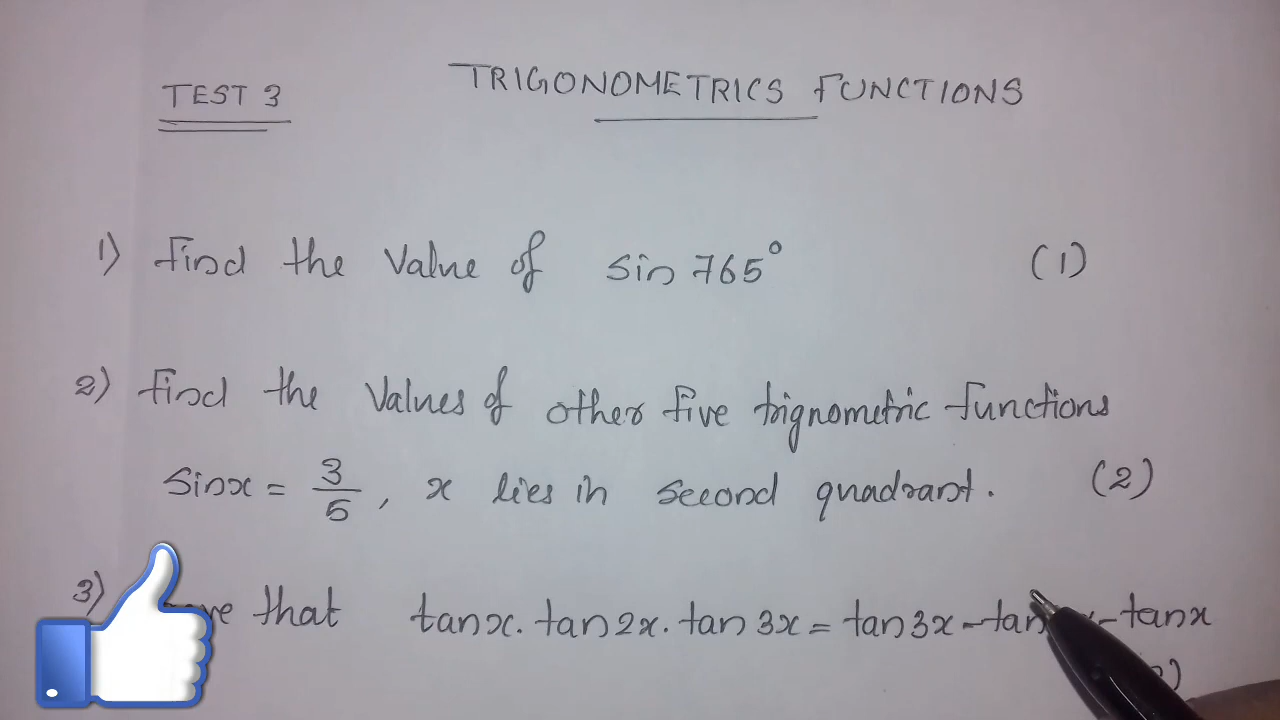 TEST 3
TRIGONOMETRICS FUNCTIONS
1) Find the value of sin 765° (1)
2) Find the values of other five trignometric functions
sinx = 3/5, x lies in second quadrant. (2)
3) that tanx. tan2x. tan3x = tan3x - tan - tanx